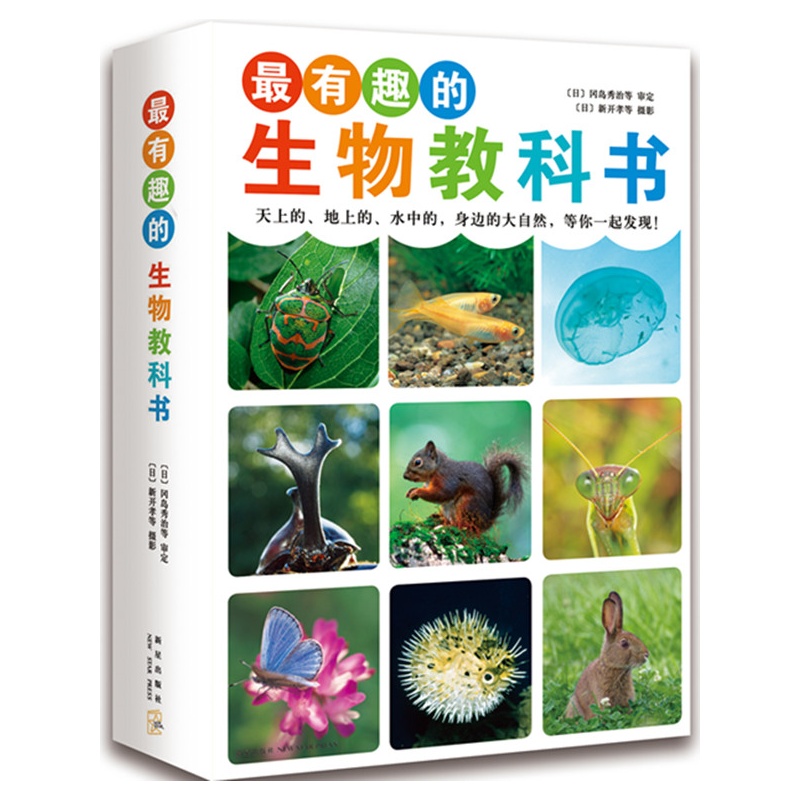 最有趣的
生物教科书
〔日〕冈岛秀治等 审定
〔日〕新开孝等 摄影
天上的、地上的、水中的，身边的大自然，等你一起发现！
最有趣的生物教科书
〔日〕冈岛秀治等 审定
〔日〕新开孝等 摄影
新星出版社
NEW STAR PRESS